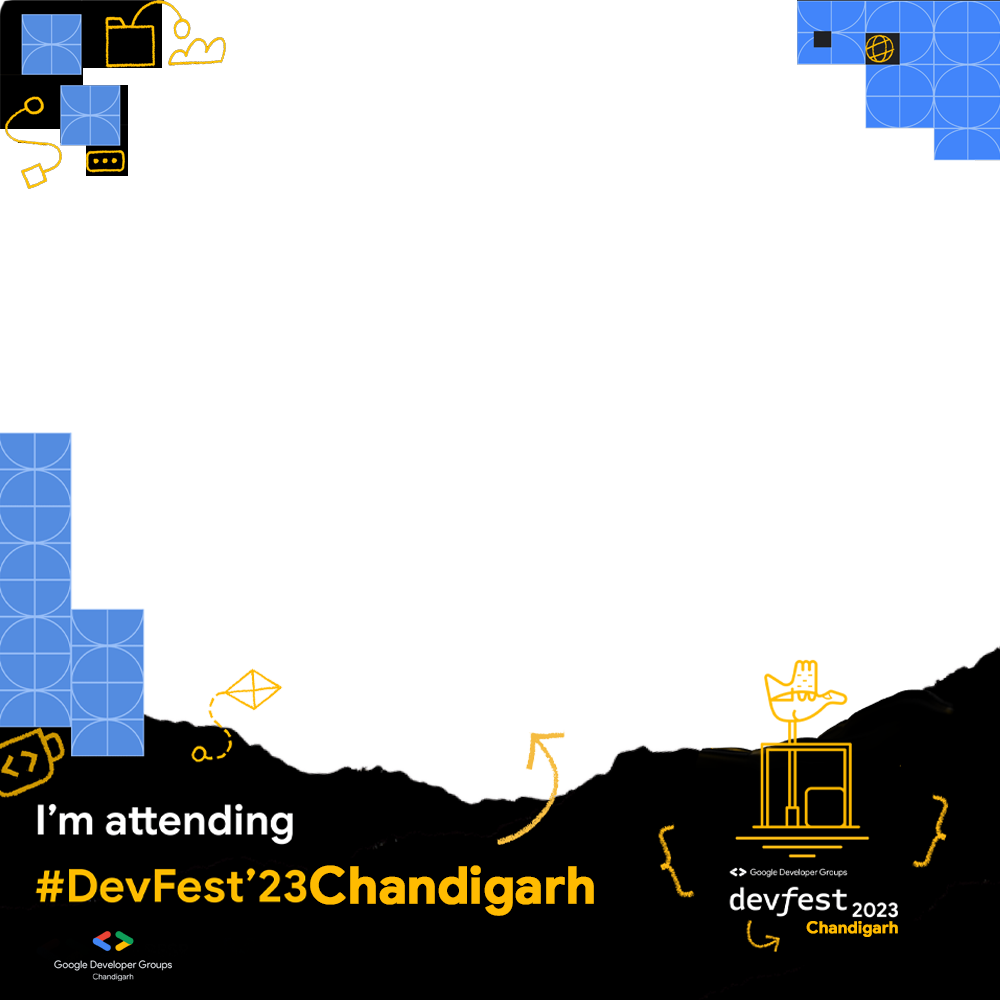 I’m attending
#DevFest’23Chandigarh
Google Developer Groups
Chandigarh
<> Google Developer Groups
devfest 2023
Chandigarh